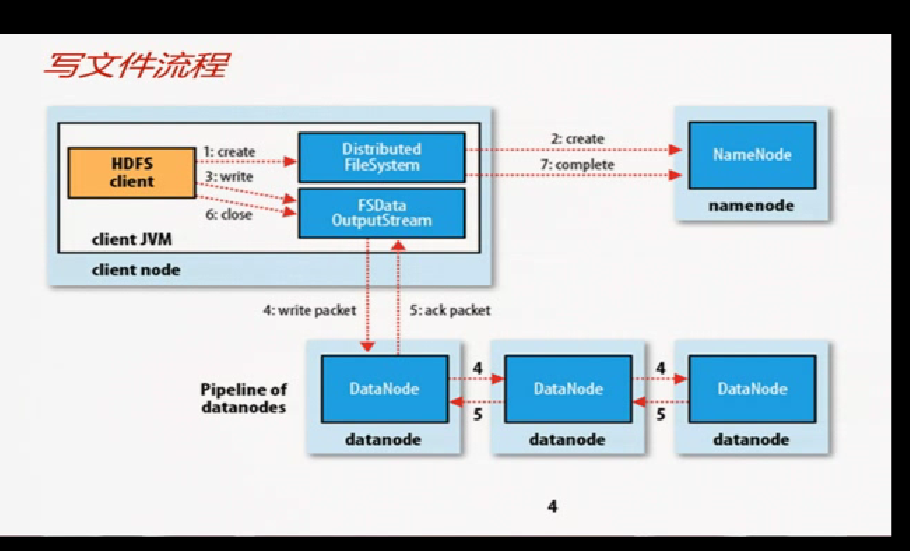 写文件流程
HDFS
client
1: create
3: write
6: close
Distributed
FileSystem
FSData
OutputStream
client JVM
client node
2: create
7: complete
NameNode
namenode
4: write packet
5: ack packet
Pipeline of
datanodes
DataNode
datanode
4
5
DataNode
datanode
4
5
DataNode
datanode
4